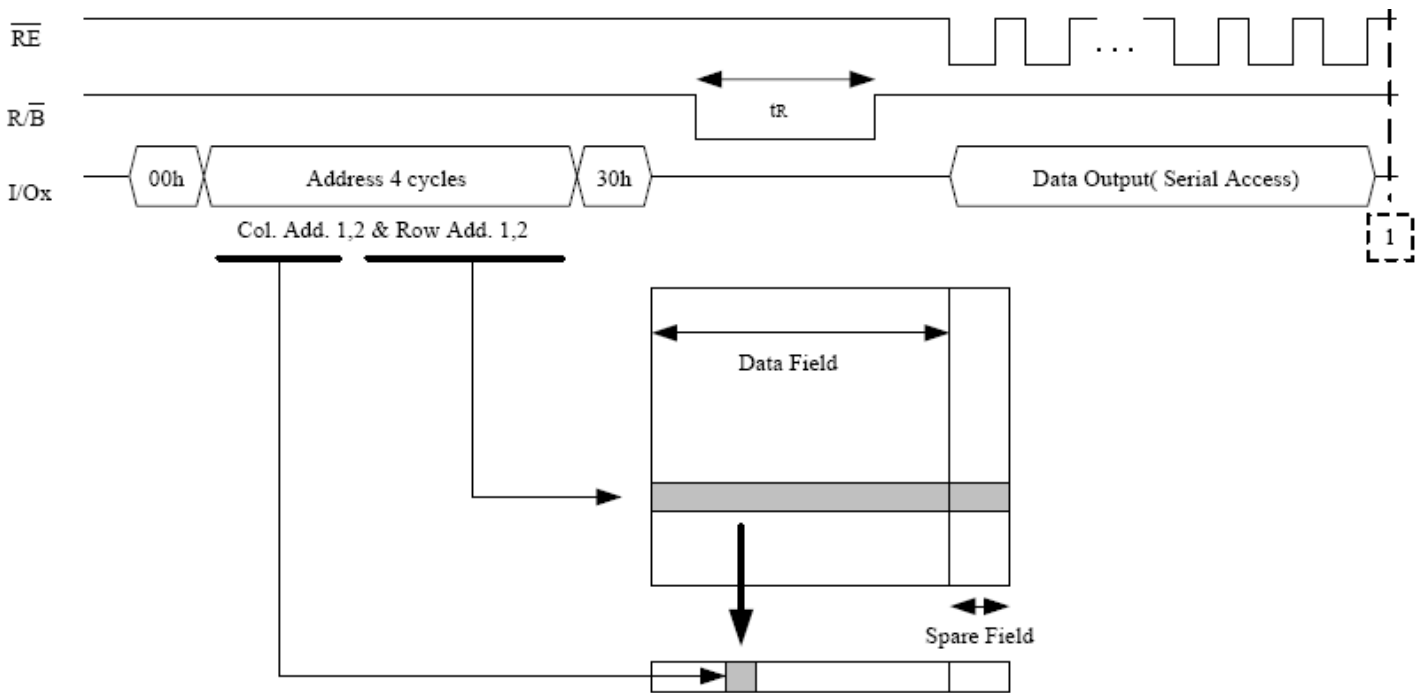 RE
R/B
tR
I/Ox
00h
Address 4 cycles
30h
Data Output( Serial Access)
Col. Add. 1,2 & Row Add. 1,2
1
. . .
Data Field
Spare Field